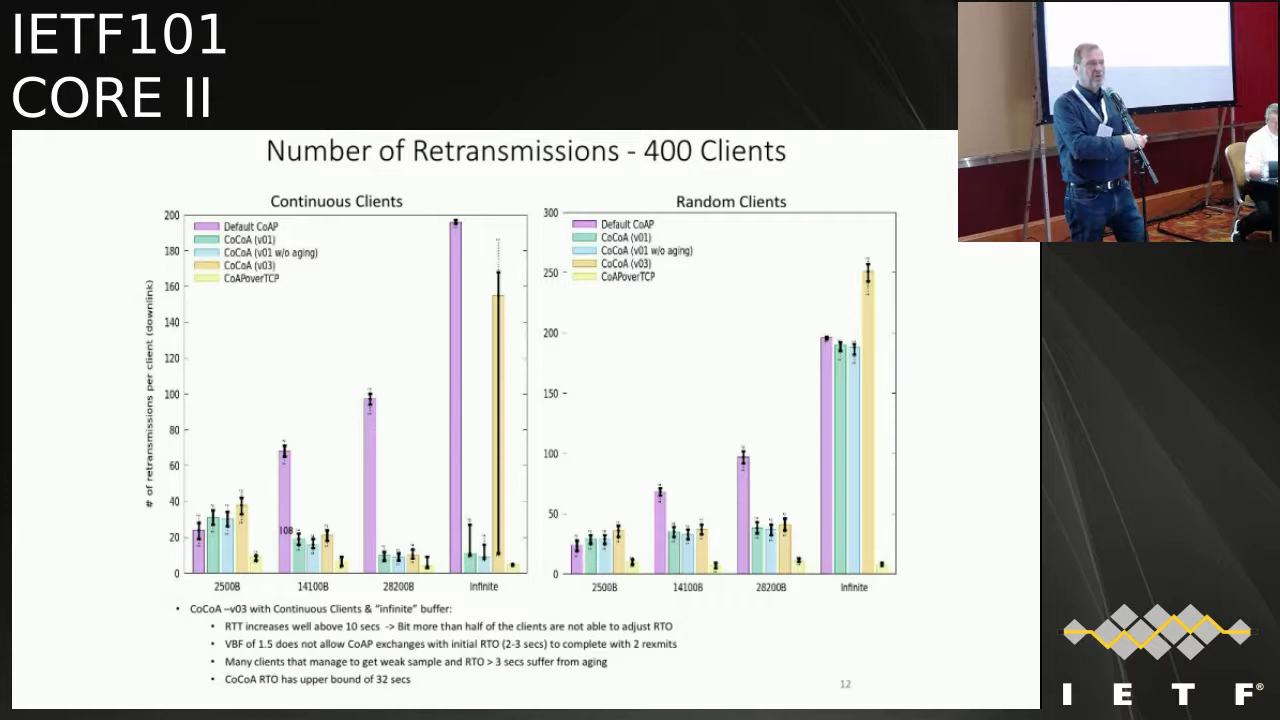 IETF101
CORE II
Number of Retransmissions - 400 Clients
Continuous Clients
# of retransmissions per client (downlink)
200
180
160
140
120
100
80
60
40
20
0
Default CoAP
CoCoA (v01)
CoCoA (v01 w/o aging)
CoCoA (v03)
CoAPoverTCP
108
2500B
14100B
28200B
Infinite
Random Clients
300
250
200
150
100
50
0
Default CoAP
CoCoA (v01)
CoCoA (v01 w/o aging)
CoCoA (v03)
CoAPoverTCP
2500B
14100B
28200B
Infinite
• CoCoA –v03 with Continuous Clients & “infinite” buffer:
• RTT increases well above 10 secs -> Bit more than half of the clients are not able to adjust RTO
• VBF of 1.5 does not allow CoAP exchanges with initial RTO (2-3 secs) to complete with 2 rexmits
• Many clients that manage to get weak sample and RTO > 3 secs suffer from aging
• CoCoA RTO has upper bound of 32 secs
12
I E T F®